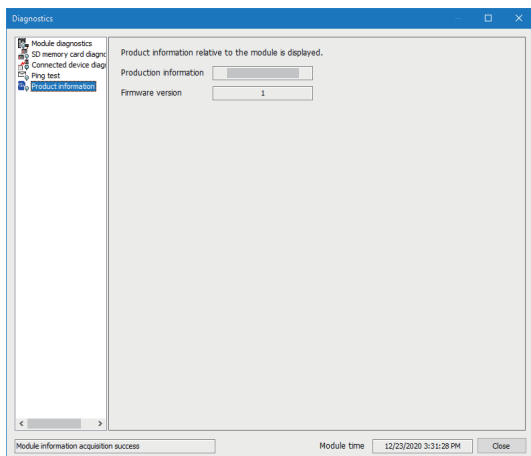 Diagnostics
Module diagnostics
SD memory card diagnc
Connected device diagr
Ping test
Product information
Product information relative to the module is displayed.
Production information
Firmware version
1
Module information acquisition success
Module time
12/23/2020 3:31:28 PM
Close